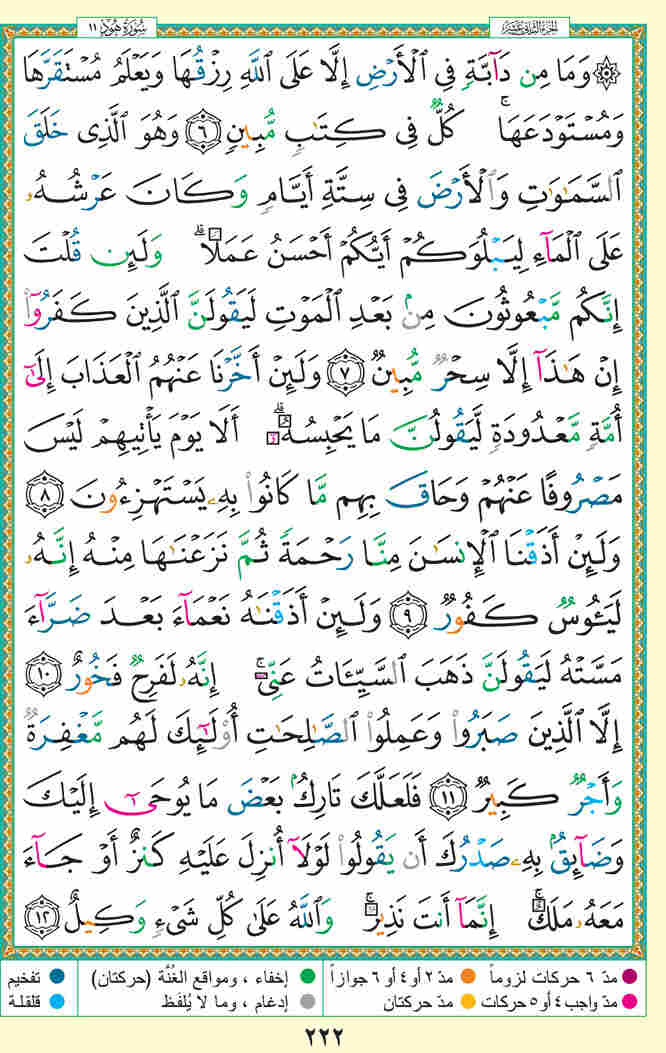 سُورَةُ هُودٍ ١١
الجزء الثاني عشر
۞ وَمَا مِن دَآبَّةٍ فِي ٱلْأَرْضِ إِلَّا عَلَى ٱللَّهِ رِزْقُهَا وَيَعْلَمُ مُسْتَقَرَّهَا
وَمُسْتَوْدَعَهَا ۚ كُلٌّ فِي كِتَٰبٍ مُّبِينٍ ٦ وَهُوَ ٱلَّذِي خَلَقَ
ٱلسَّمَٰوَٰتِ وَٱلْأَرْضَ فِي سِتَّةِ أَيَّامٍ وَكَانَ عَرْشُهُۥ
عَلَى ٱلْمَآءِ لِيَبْلُوَكُمْ أَيُّكُمْ أَحْسَنُ عَمَلًا ۗ وَلَئِن قُلْتَ
إِنَّكُم مَّبْعُوثُونَ مِنۢ بَعْدِ ٱلْمَوْتِ لَيَقُولَنَّ ٱلَّذِينَ كَفَرُوٓا۟
إِنْ هَٰذَآ إِلَّا سِحْرٌ مُّبِينٌ ٧ وَلَئِنْ أَخَّرْنَا عَنْهُمُ ٱلْعَذَابَ إِلَىٰٓ
أُمَّةٍ مَّعْدُودَةٍ لَّيَقُولُنَّ مَا يَحْبِسُهُۥٓ ۗ أَلَا يَوْمَ يَأْتِيهِمْ لَيْسَ
مَصْرُوفًا عَنْهُمْ وَحَاقَ بِهِم مَّا كَانُوا۟ بِهِۦ يَسْتَهْزِءُونَ ٨
وَلَئِنْ أَذَقْنَا ٱلْإِنسَٰنَ مِنَّا رَحْمَةً ثُمَّ نَزَعْنَٰهَا مِنْهُ إِنَّهُۥ
لَيَـُٔوسٌ كَفُورٌ ٩ وَلَئِنْ أَذَقْنَٰهُ نَعْمَآءَ بَعْدَ ضَرَّآءَ
مَسَّتْهُ لَيَقُولَنَّ ذَهَبَ ٱلسَّيِّـَٔاتُ عَنِّيٓ ۚ إِنَّهُۥ لَفَرِحٌ فَخُورٌ ١٠
إِلَّا ٱلَّذِينَ صَبَرُوا۟ وَعَمِلُوا۟ ٱلصَّٰلِحَٰتِ أُو۟لَٰٓئِكَ لَهُم مَّغْفِرَةٌ
وَأَجْرٌ كَبِيرٌ ١١ فَلَعَلَّكَ تَارِكٌۢ بَعْضَ مَا يُوحَىٰٓ إِلَيْكَ
وَضَآئِقٌۢ بِهِۦ صَدْرُكَ أَن يَقُولُوا۟ لَوْلَآ أُنزِلَ عَلَيْهِ كَنزٌ أَوْ جَآءَ
مَعَهُۥ مَلَكٌ ۚ إِنَّمَآ أَنتَ نَذِيرٌ ۚ وَٱللَّهُ عَلَىٰ كُلِّ شَيْءٍ وَكِيلٌ ١٢
مدّ ٦ حركات لزوماً مدّ ٢ أو ٤ أو ٦ جوازاً إخفاء ، ومواقع الغُنَّة (حركتان) تفخيم
مدّ واجب ٤ أو ٥ حركات مدّ حركتان إدغام ، وما لا يُلفَظ قلقلة
٢٢٢